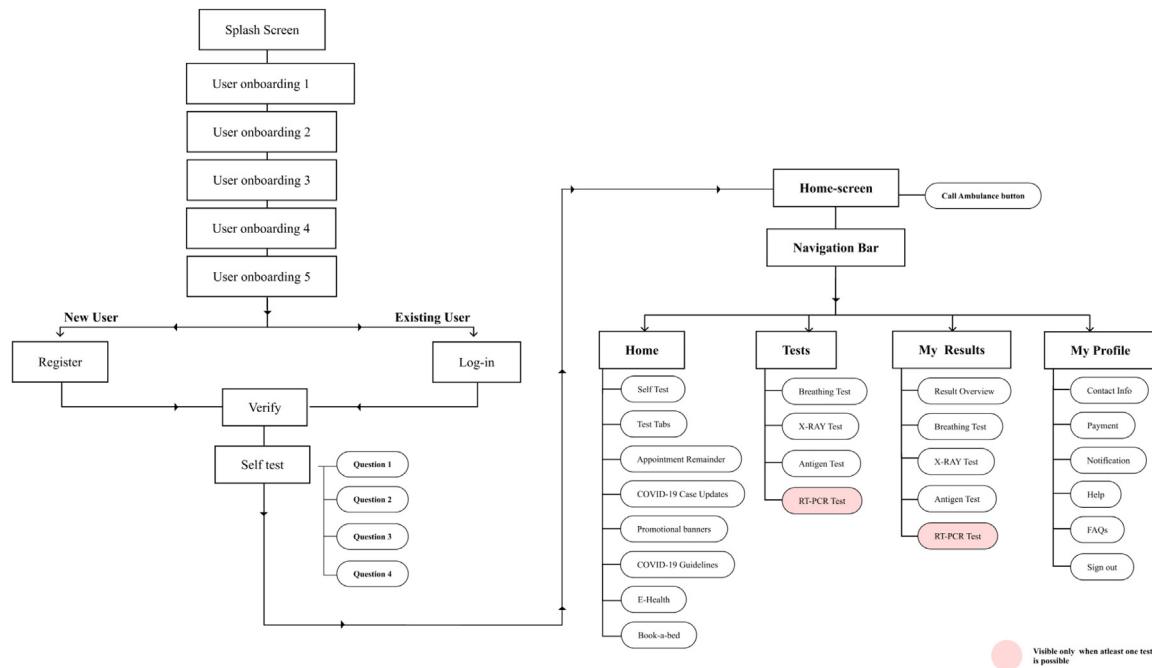 Splash Screen
User onboarding 1
User onboarding 2
User onboarding 3
User onboarding 4
User onboarding 5
New User
Existing User
Register
Log-in
Verify
Self test
Question 1
Question 2
Question 3
Question 4
Home-screen
Call Ambulance button
Navigation Bar
Home
Self Test
Test Tabs
Appointment Remainder
COVID-19 Case Updates
Promotional banners
COVID-19 Guidelines
E-Health
Book-a-bed
Tests
Breathing Test
X-RAY Test
Antigen Test
RT-PCR Test
My Results
Result Overview
Breathing Test
X-RAY Test
Antigen Test
RT-PCR Test
My Profile
Contact Info
Payment
Notification
Help
FAQs
Sign out
Visible only when atleast one test
is possible